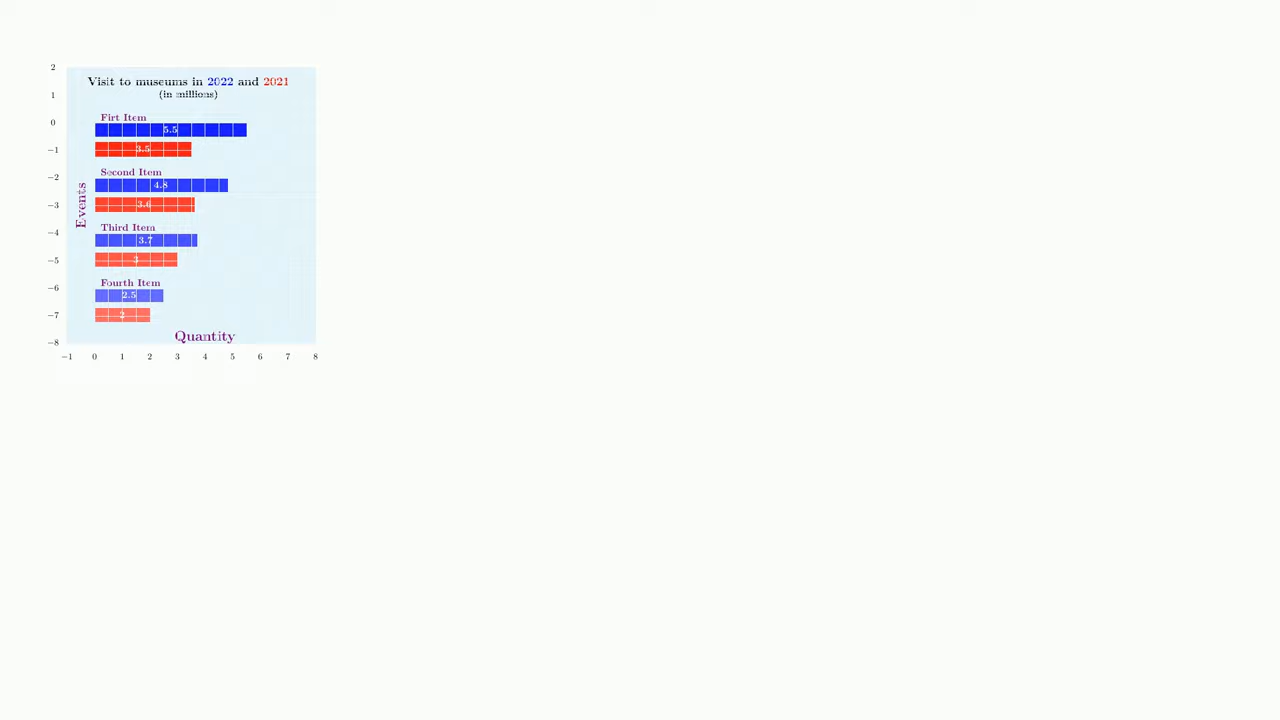 Visit to museums in 2022 and 2021
(in millions)
2
1
0
−1
−2
−3
−4
−5
−6
−7
−8
Events
Firt Item
5.5
3.5
Second Item
4.8
3.6
Third Item
3.7
3
Fourth Item
2.5
2
Quantity
−1 0 1 2 3 4 5 6 7 8